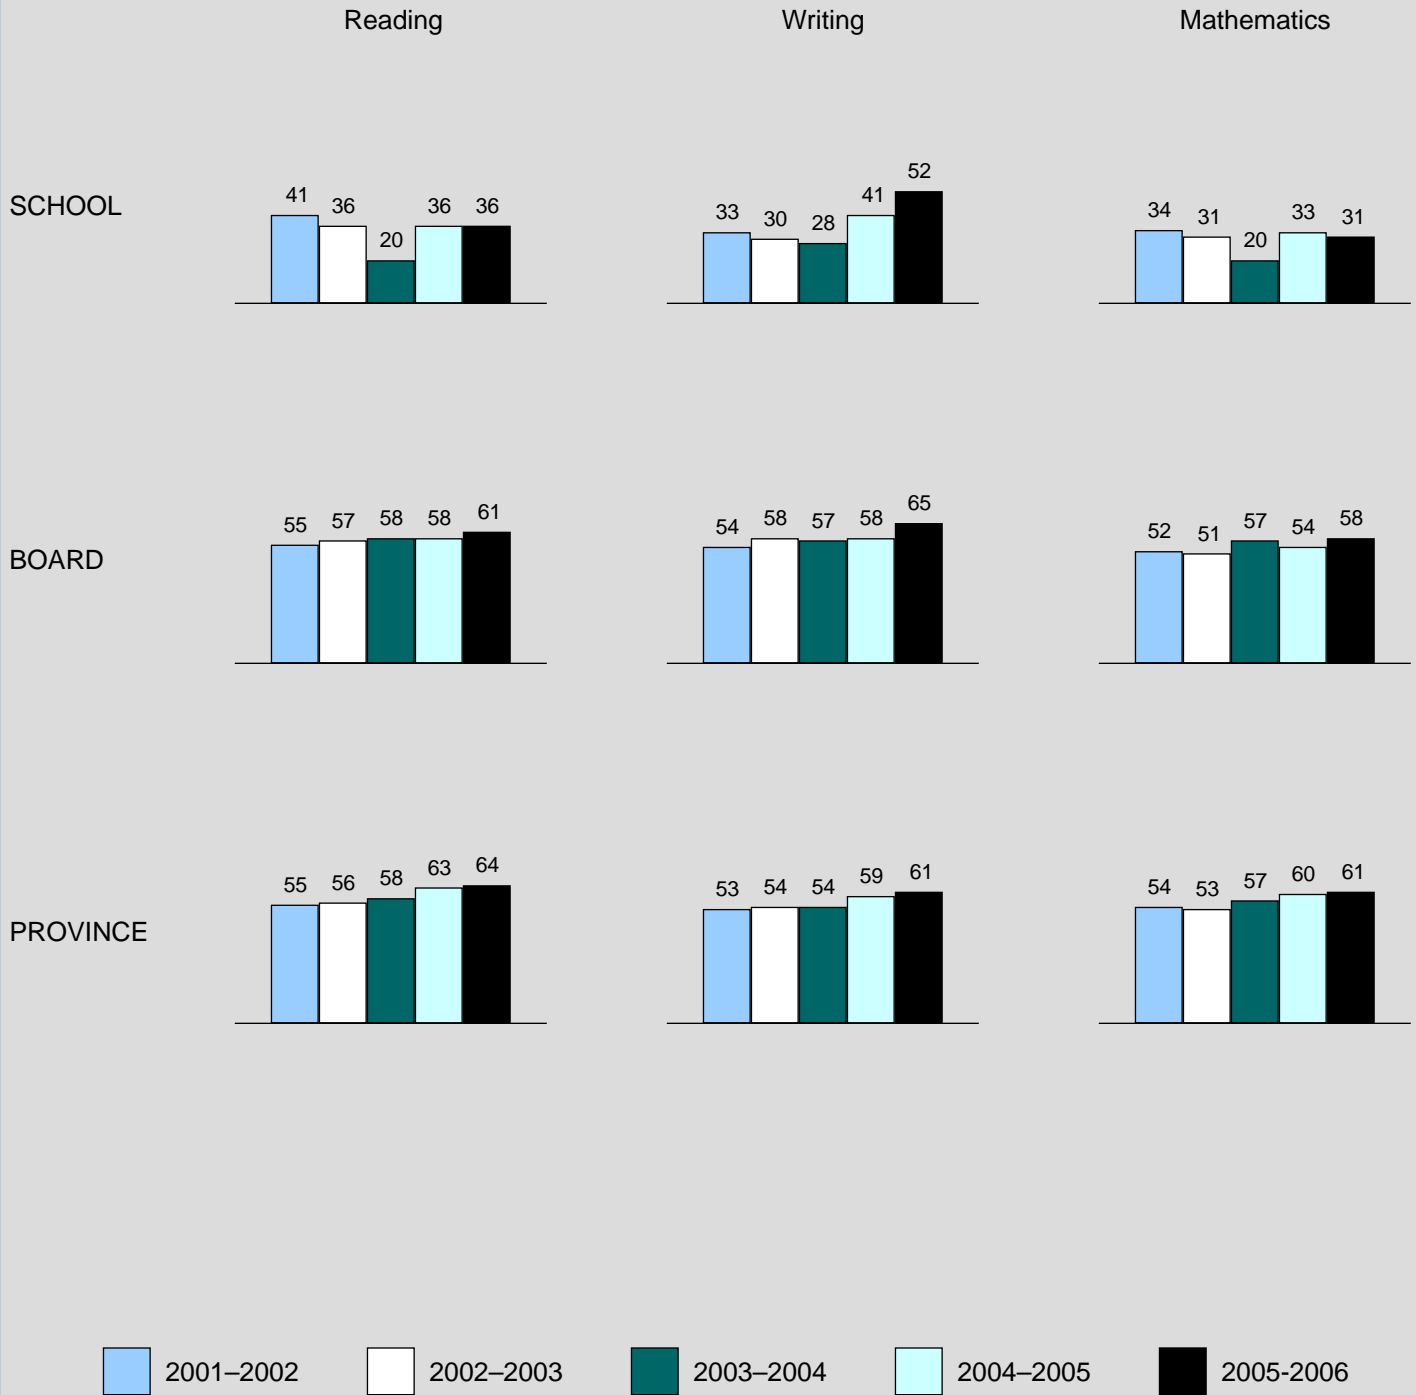 Reading Writing Mathematics
SCHOOL
41 36 20 36 36
33 30 28 41 52
34 31 20 33 31
BOARD
55 57 58 58 61
54 58 57 58 65
52 51 57 54 58
PROVINCE
55 56 58 63 64
53 54 54 59 61
54 53 57 60 61
2001–2002 2002–2003 2003–2004 2004–2005 2005-2006